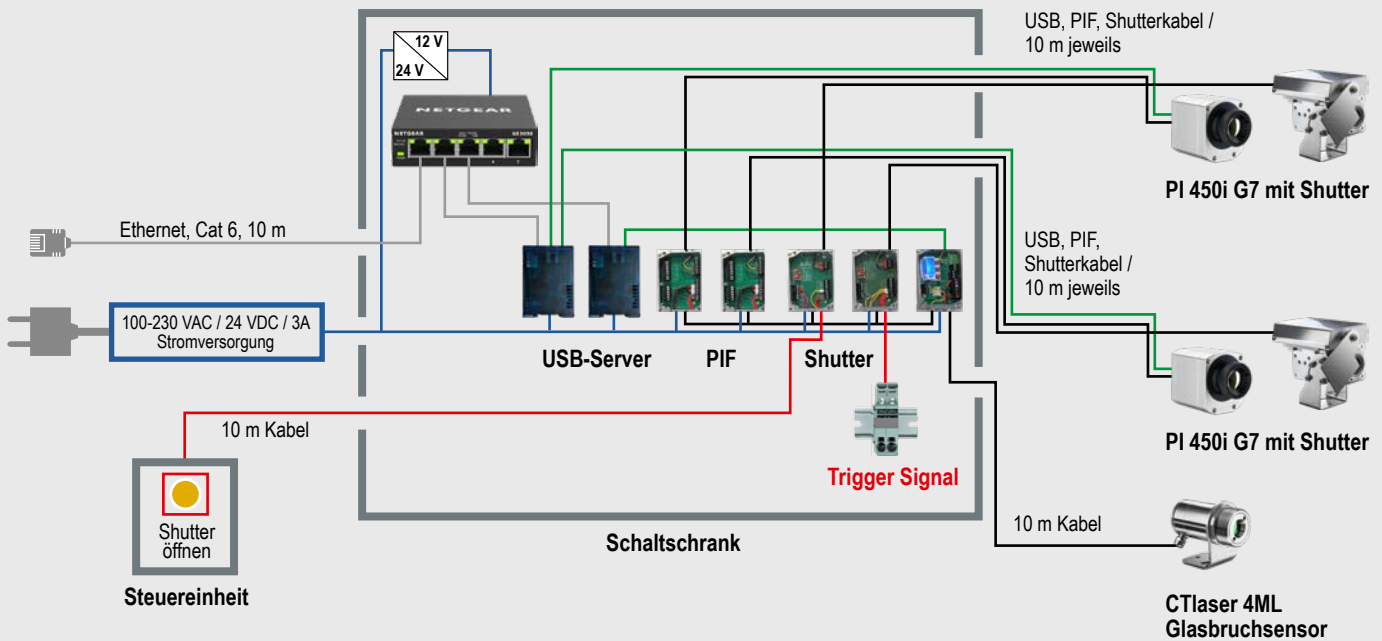 12 V
24 V
NETGEAR
NETGEAR
USB, PIF, Shutterkabel /
10 m jeweils
PI 450i G7 mit Shutter
Ethernet, Cat 6, 10 m
100-230 VAC / 24 VDC / 3A
Stromversorgung
USB-Server
PIF
Shutter
USB, PIF,
Shutterkabel /
10 m jeweils
PI 450i G7 mit Shutter
10 m Kabel
Trigger Signal
Shutter
öffnen
Steuereinheit
Schaltschrank
10 m Kabel
CTlaser 4ML
Glasbruchsensor